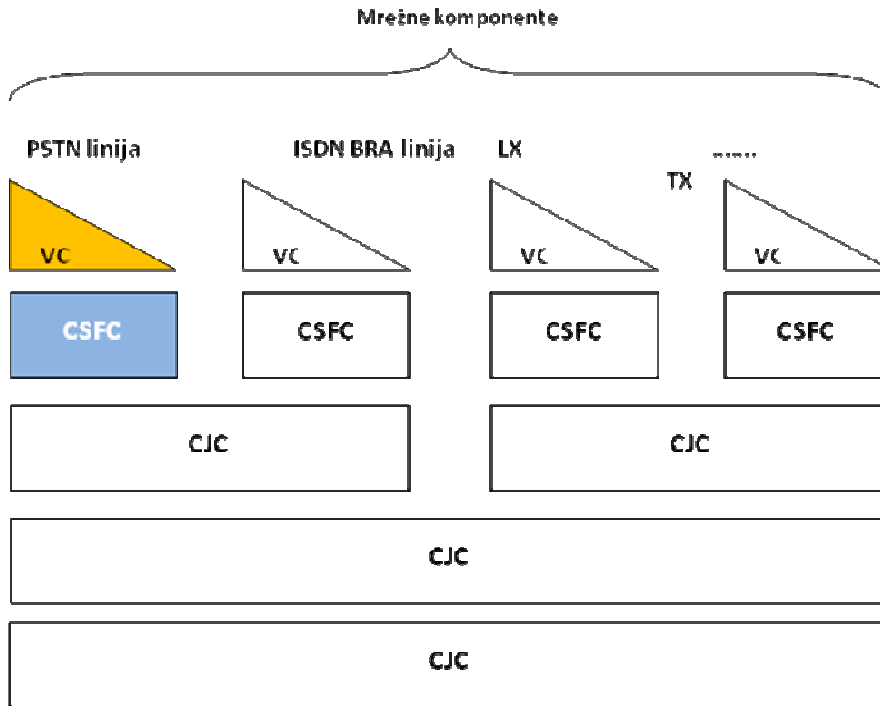 Mrežne komponente
PSTN linija ISDN BRA linija LX .......
TX
VC VC VC VC
CSFC CSFC CSFC CSFC
CJC CJC
CJC
CJC